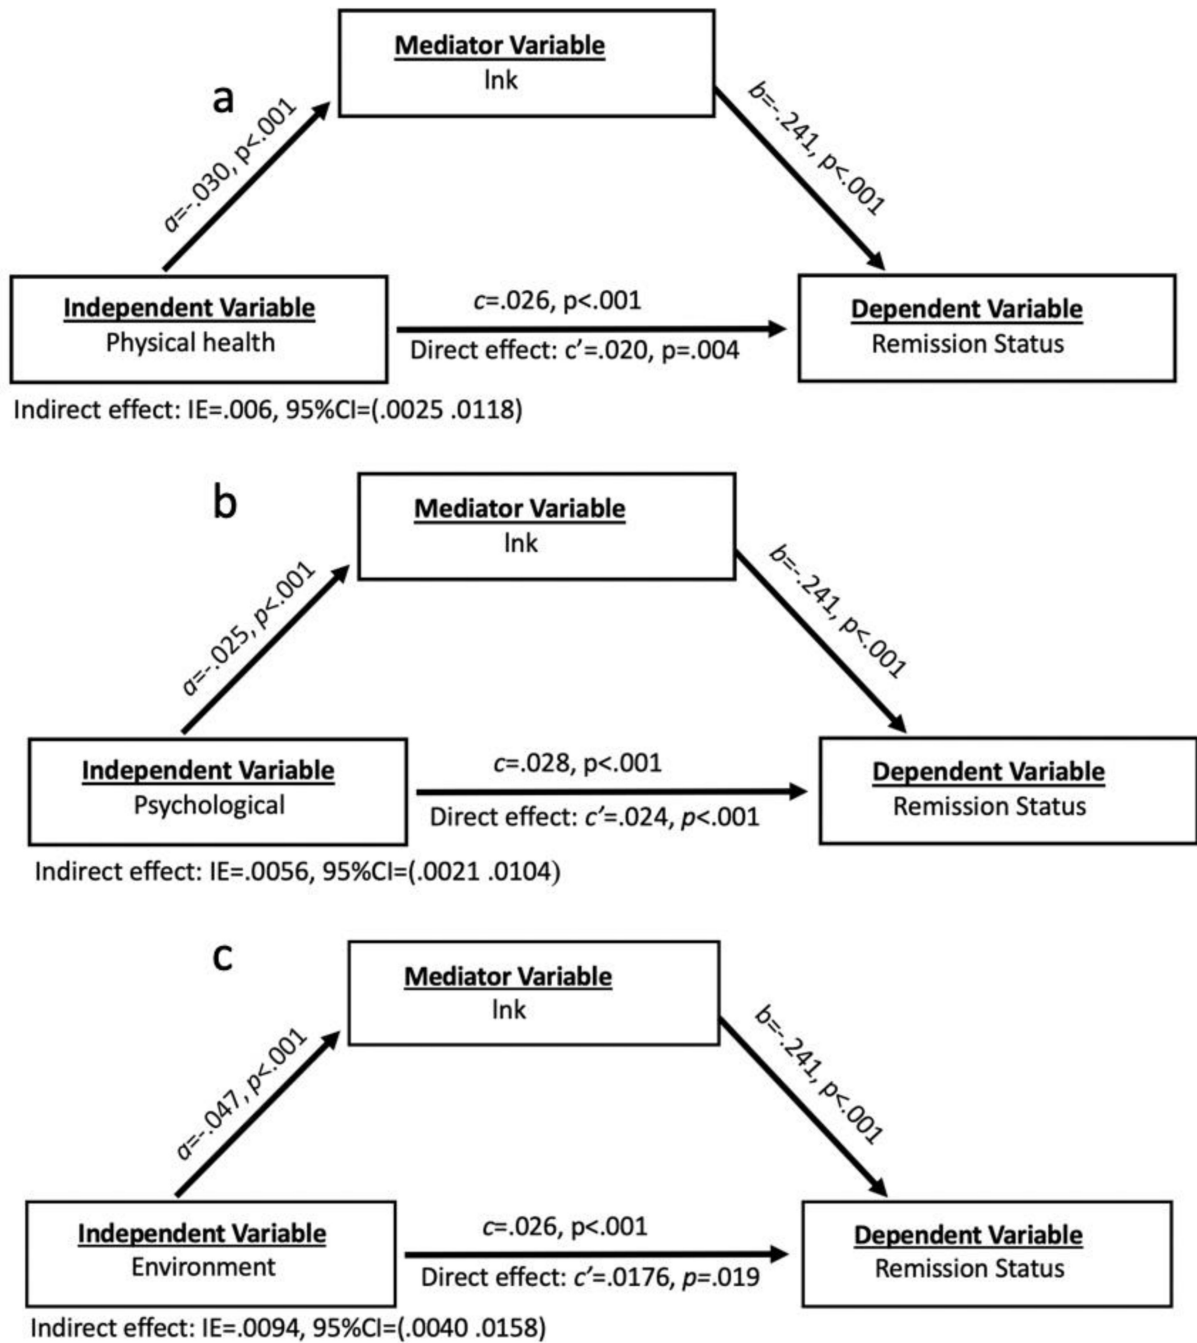 a
Mediator Variable
lnk
a=-.030, p<.001
b=-.241, p<.001
Independent Variable
Physical health
c=.026, p<.001
Direct effect: c’=.020, p=.004
Dependent Variable
Remission Status
Indirect effect: IE=.006, 95%CI=(.0025 .0118)
b
Mediator Variable
lnk
a=-.025, p<.001
b=-.241, p<.001
Independent Variable
Psychological
c=.028, p<.001
Direct effect: c’=.024, p<.001
Dependent Variable
Remission Status
Indirect effect: IE=.0056, 95%CI=(.0021 .0104)
c
Mediator Variable
lnk
a=-.047, p<.001
b=-.241, p<.001
Independent Variable
Environment
c=.026, p<.001
Direct effect: c’=.0176, p=.019
Dependent Variable
Remission Status
Indirect effect: IE=.0094, 95%CI=(.0040 .0158)